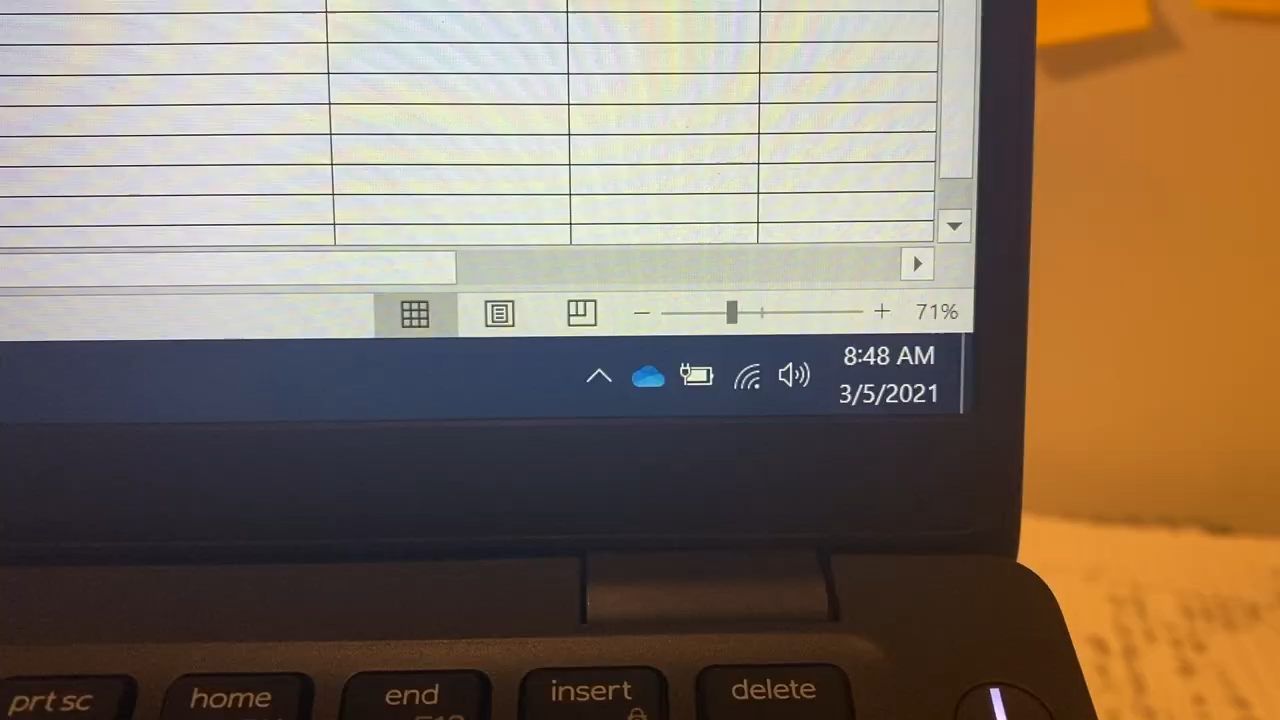 71%
8:48 AM
3/5/2021
prt sc
home
end
insert
delete